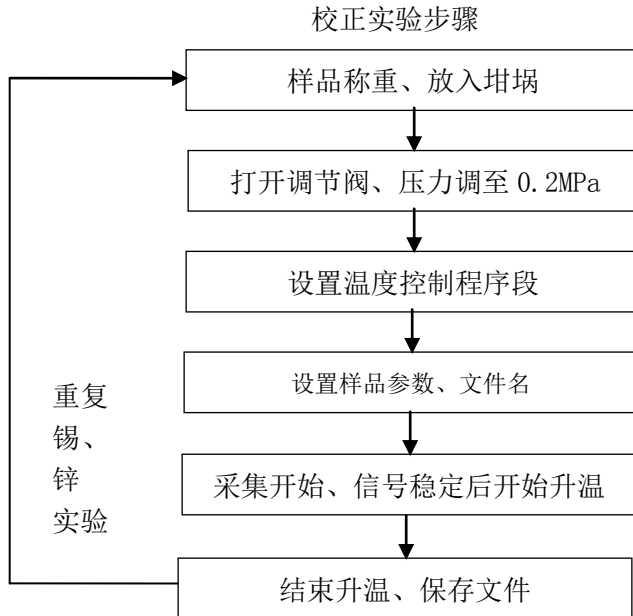 校正实验步骤
样品称重、放入坩埚
打开调节阀、压力调至 0.2MPa
设置温度控制程序段
设置样品参数、文件名
重复
锡、
锌
实验
采集开始、信号稳定后开始升温
结束升温、保存文件